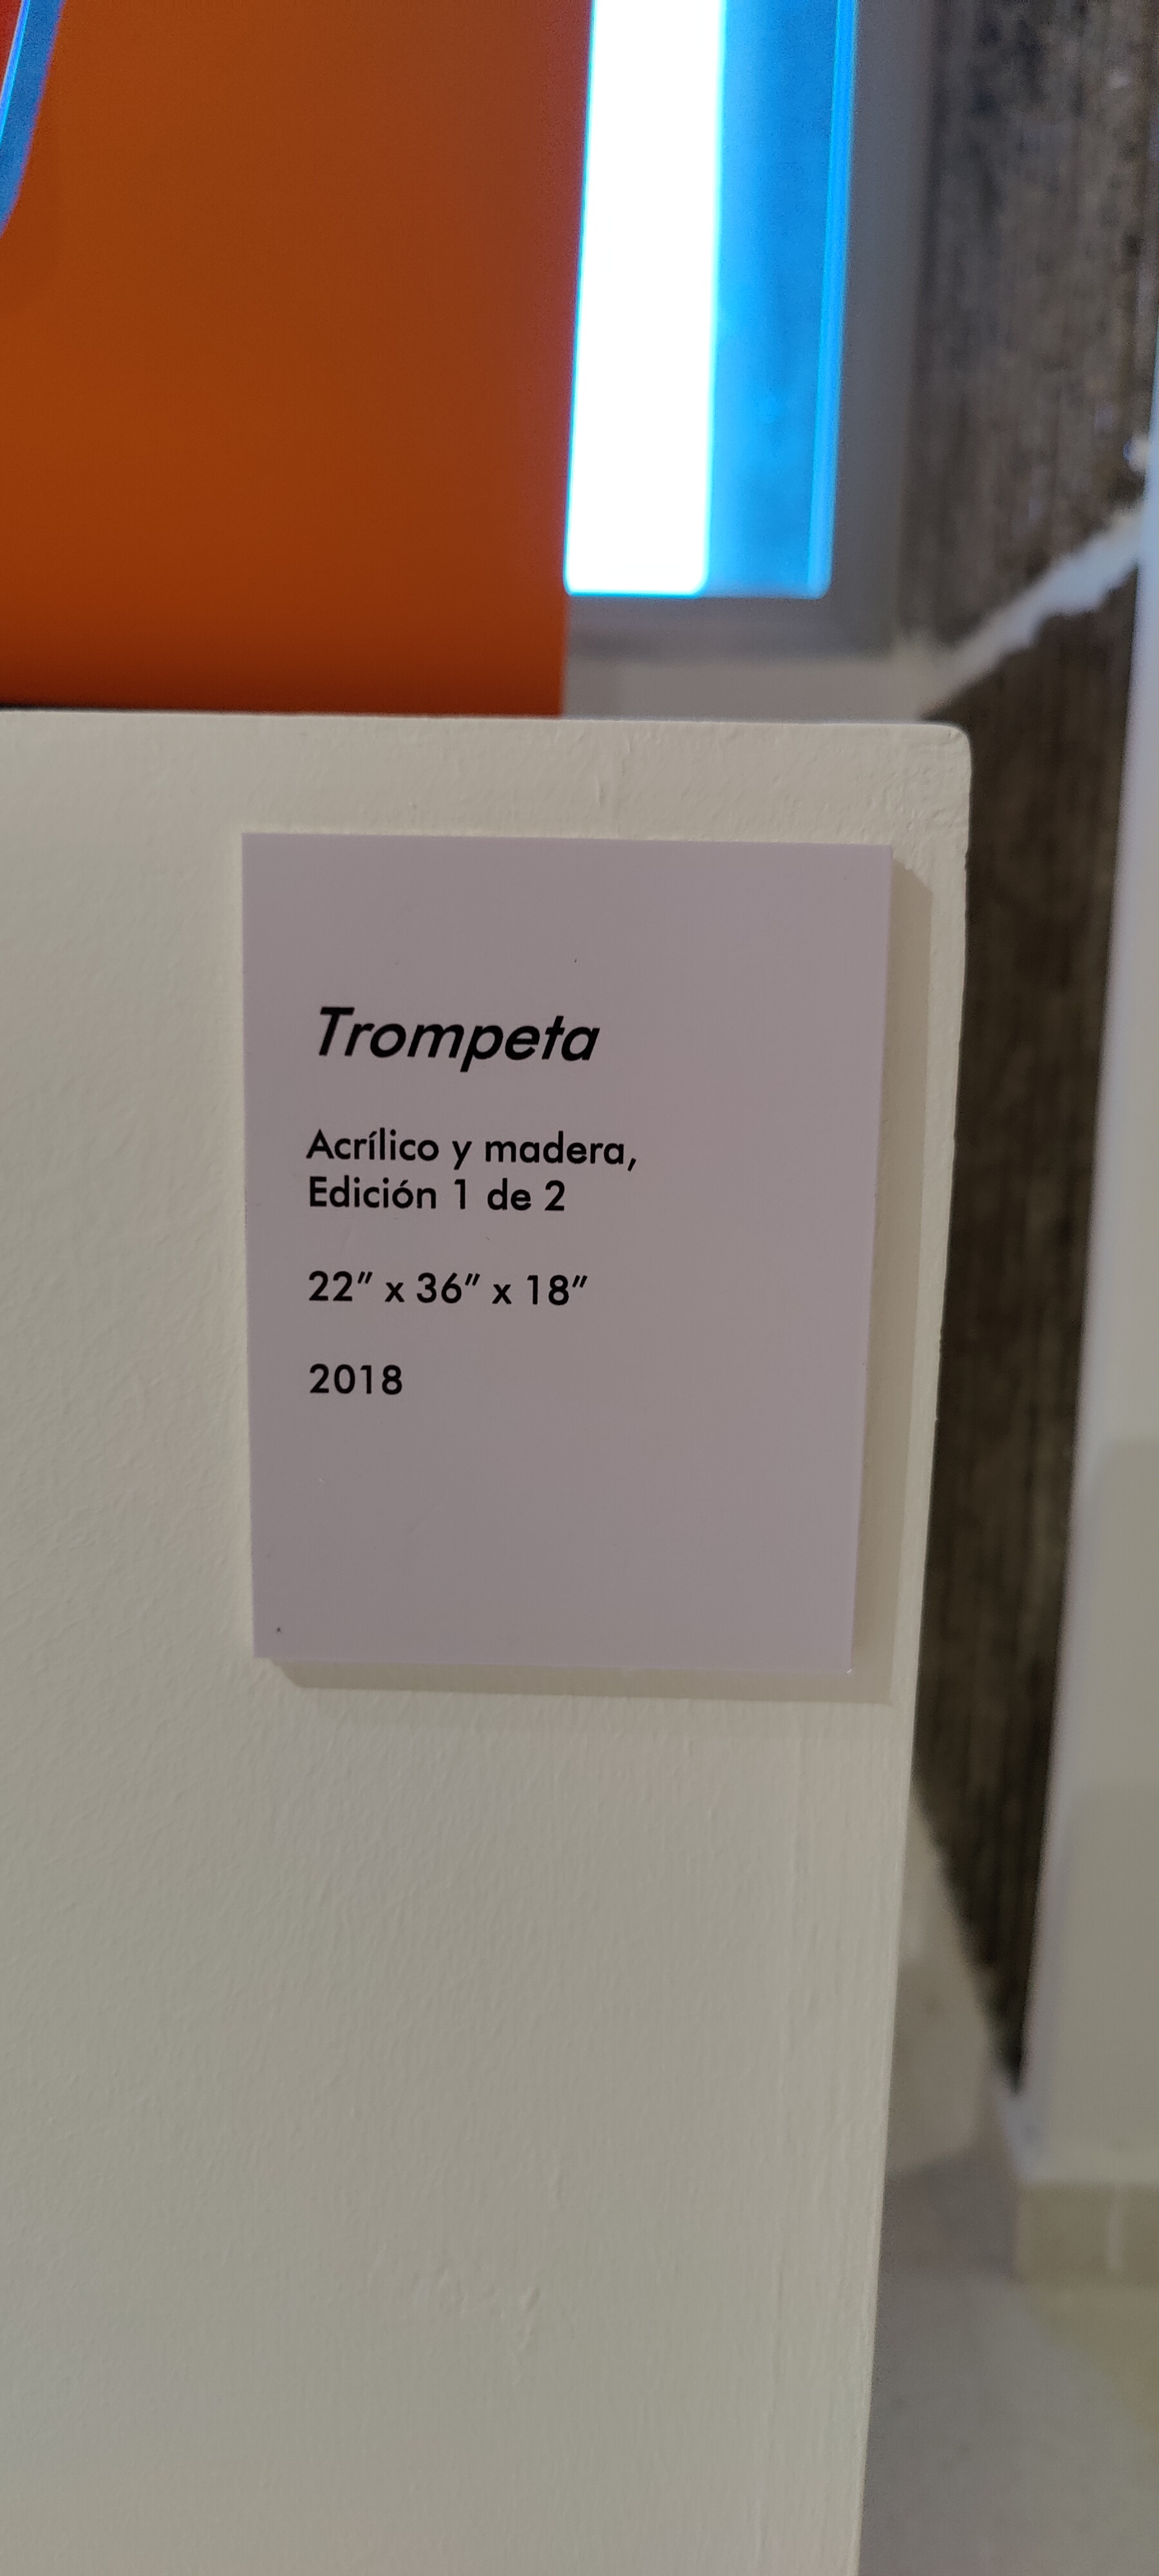 Trompeta
Acrílico y madera,
Edición 1 de 2
22" x 36" x 18"
2018